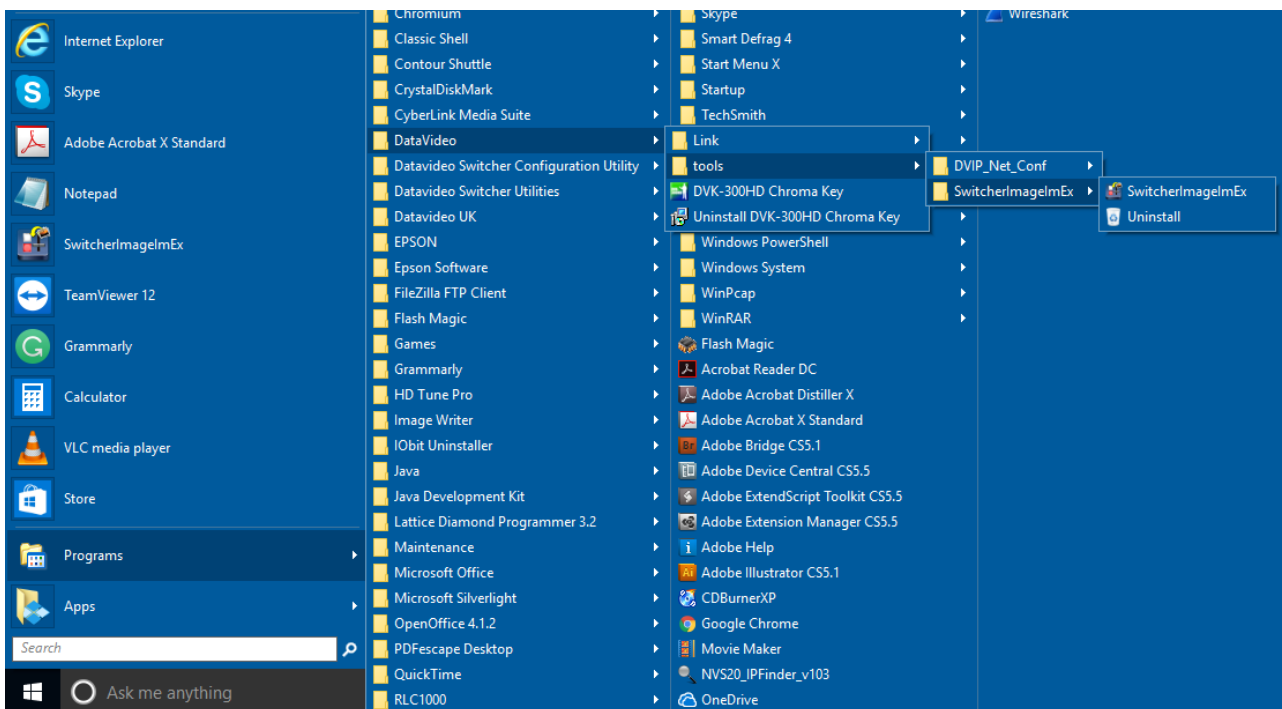 Internet Explorer
Skype
Adobe Acrobat X Standard
Notepad
SwitcherImageImEx
TeamViewer 12
Grammarly
Calculator
VLC media player
Store
Programs
Apps
Search
Ask me anything
Chromium
Classic Shell
Contour Shuttle
CrystalDiskMark
CyberLink Media Suite
DataVideo
Datavideo Switcher Configuration Utility
Datavideo Switcher Utilities
Datavideo UK
EPSON
Epson Software
FileZilla FTP Client
Flash Magic
Games
Grammarly
HD Tune Pro
Image Writer
IObit Uninstaller
Java
Java Development Kit
Lattice Diamond Programmer 3.2
Maintenance
Microsoft Office
Microsoft Silverlight
OpenOffice 4.1.2
PDFescape Desktop
QuickTime
RLC1000
Skype
Smart Defrag 4
Start Menu X
Startup
TechSmith
Link
tools
DVK-300HD Chroma Key
Uninstall DVK-300HD Chroma Key
Windows PowerShell
Windows System
WinPcap
WinRAR
Flash Magic
Acrobat Reader DC
Adobe Acrobat Distiller X
Adobe Acrobat X Standard
Adobe Bridge CS5.1
Adobe Device Central CS5.5
Adobe ExtendScript Toolkit CS5.5
Adobe Extension Manager CS5.5
Adobe Help
Adobe Illustrator CS5.1
CDBurnerXP
Google Chrome
Movie Maker
NVS20_IPFinder_v103
OneDrive
DVIP_Net_Conf
SwitcherImageImEx
Wireshark
SwitcherImageImEx
Uninstall